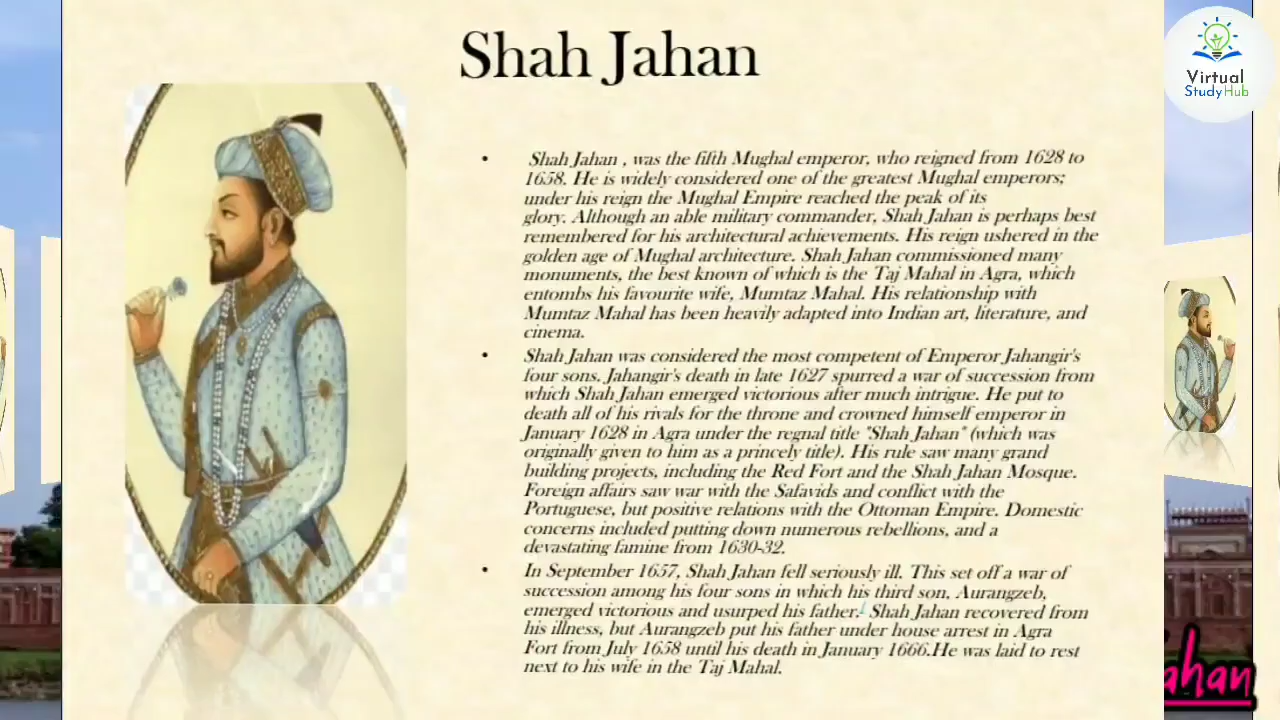 Shah Jahan
Virtual
Study Hub
• Shah Jahan , was the fifth Mughal emperor, who reigned from 1628 to
1658. He is widely considered one of the greatest Mughal emperors;
under his reign the Mughal Empire reached the peak of its
glory. Although an able military commander, Shah Jahan is perhaps best
remembered for his architectural achievements. His reign ushered in the
golden age of Mughal architecture. Shah Jahan commissioned many
monuments, the best known of which is the Taj Mahal in Agra, which
entombs his favourite wife, Mumtaz Mahal. His relationship with
Mumtaz Mahal has been heavily adapted into Indian art, literature, and
cinema.
• Shah Jahan was considered the most competent of Emperor Jahangir's
four sons. Jahangir's death in late 1627 spurred a war of succession from
which Shah Jahan emerged victorious after much intrigue. He put to
death all of his rivals for the throne and crowned himself emperor in
January 1628 in Agra under the regnal title "Shah Jahan" (which was
originally given to him as a princely title). His rule saw many grand
building projects, including the Red Fort and the Shah Jahan Mosque.
Foreign affairs saw war with the Safavids and conflict with the
Portuguese, but positive relations with the Ottoman Empire. Domestic
concerns included putting down numerous rebellions, and a
devastating famine from 1630-32.
• In September 1657, Shah Jahan fell seriously ill. This set off a war of
succession among his four sons in which his third son, Aurangzeb,
emerged victorious and usurped his father.[ Shah Jahan recovered from
his illness, but Aurangzeb put his father under house arrest in Agra
Fort from July 1658 until his death in January 1666.He was laid to rest
next to his wife in the Taj Mahal.
ahan